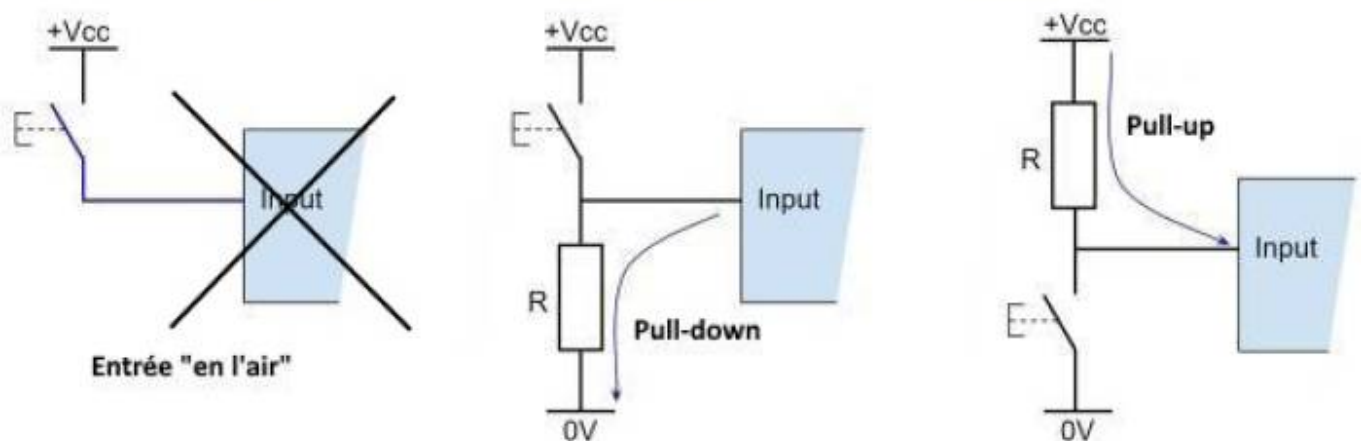 +Vcc
Input
Entrée "en l'air"
+Vcc
Input
R
Pull-down
0V
+Vcc
Pull-up
R
Input
0V